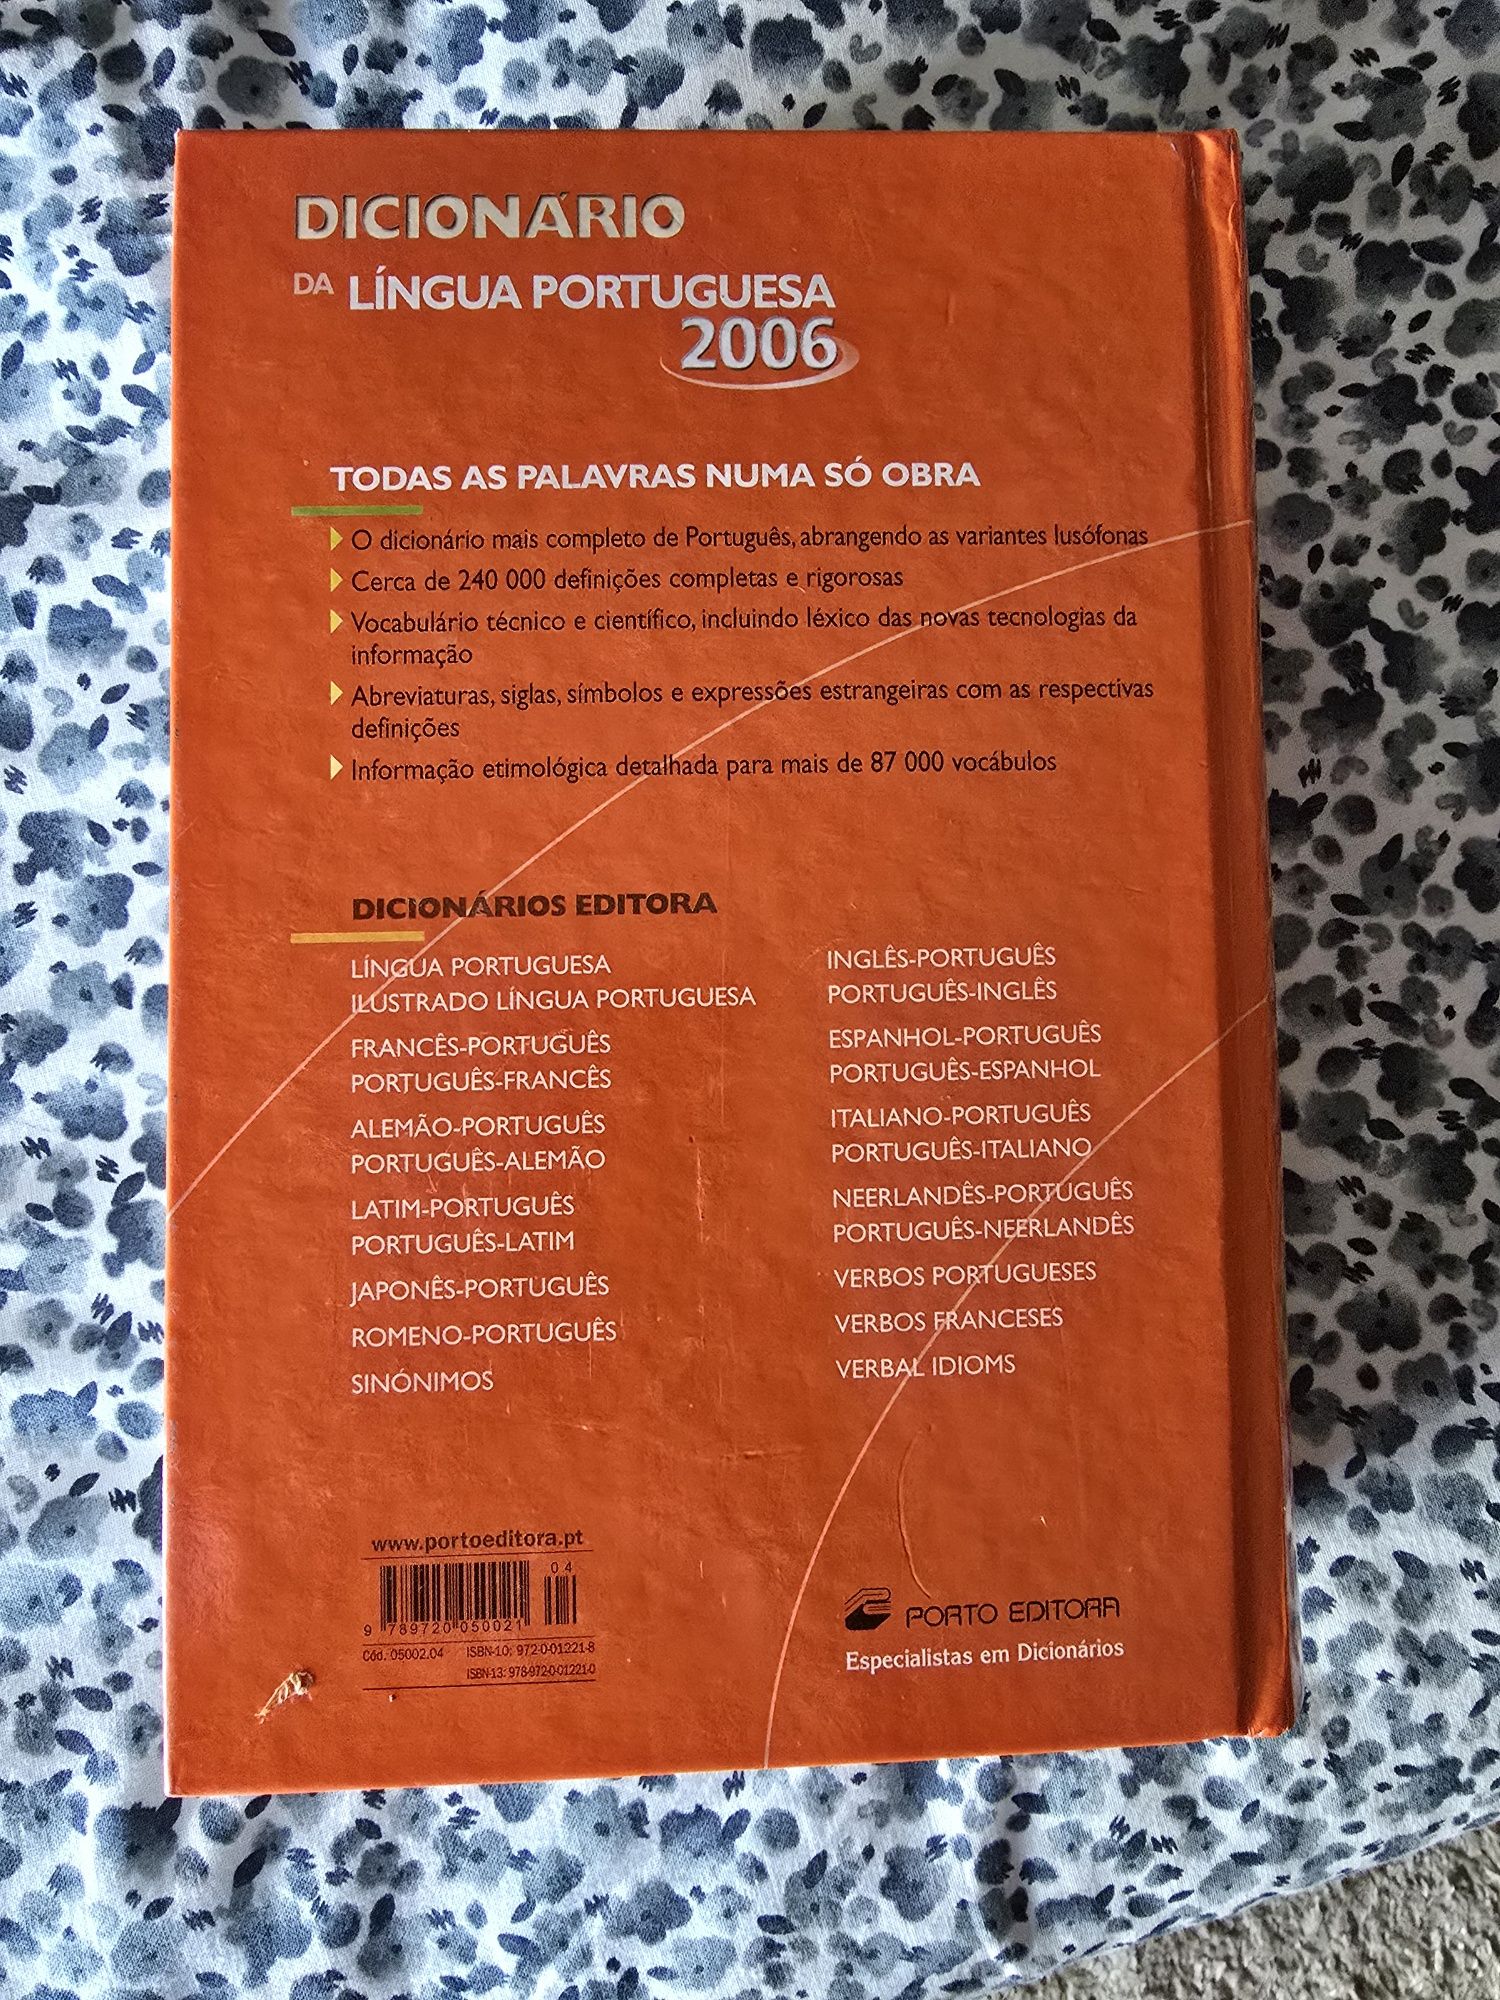 DICIONÁRIO
DA LÍNGUA PORTUGUESA
2006
TODAS AS PALAVRAS NUMA SÓ OBRA
O dicionário mais completo de Português, abrangendo as variantes lusófonas
Cerca de 240 000 definições completas e rigorosas
Vocabulário técnico e científico, incluindo léxico das novas tecnologias da
informação
Abreviaturas, siglas, símbolos e expressões estrangeiras com as respectivas
definições
Informação etimológica detalhada para mais de 87 000 vocábulos
DICIONÁRIOS EDITORA
LÍNGUA PORTUGUESA
ILUSTRADO LÍNGUA PORTUGUESA
FRANCÊS-PORTUGUÊS
PORTUGUÊS-FRANCÊS
ALEMÃO-PORTUGUÊS
PORTUGUÊS-ALEMÃO
LATIM-PORTUGUÊS
PORTUGUÊS-LATIM
JAPONÊS-PORTUGUÊS
ROMENO-PORTUGUÊS
SINÓNIMOS
INGLÊS-PORTUGUÊS
PORTUGUÊS-INGLÊS
ESPANHOL-PORTUGUÊS
PORTUGUÊS-ESPANHOL
ITALIANO-PORTUGUÊS
PORTUGUÊS-ITALIANO
NEERLANDÊS-PORTUGUÊS
PORTUGUÊS-NEERLANDÊS
VERBOS PORTUGUESES
VERBOS FRANCESES
VERBAL IDIOMS
www.portoeditora.pt
04
9 789720 050021
Cód. 05002.04 ISBN-10: 972-0-01221-8
ISBN-13: 978-972-0-01221-0
PORTO EDITORA
Especialistas em Dicionários